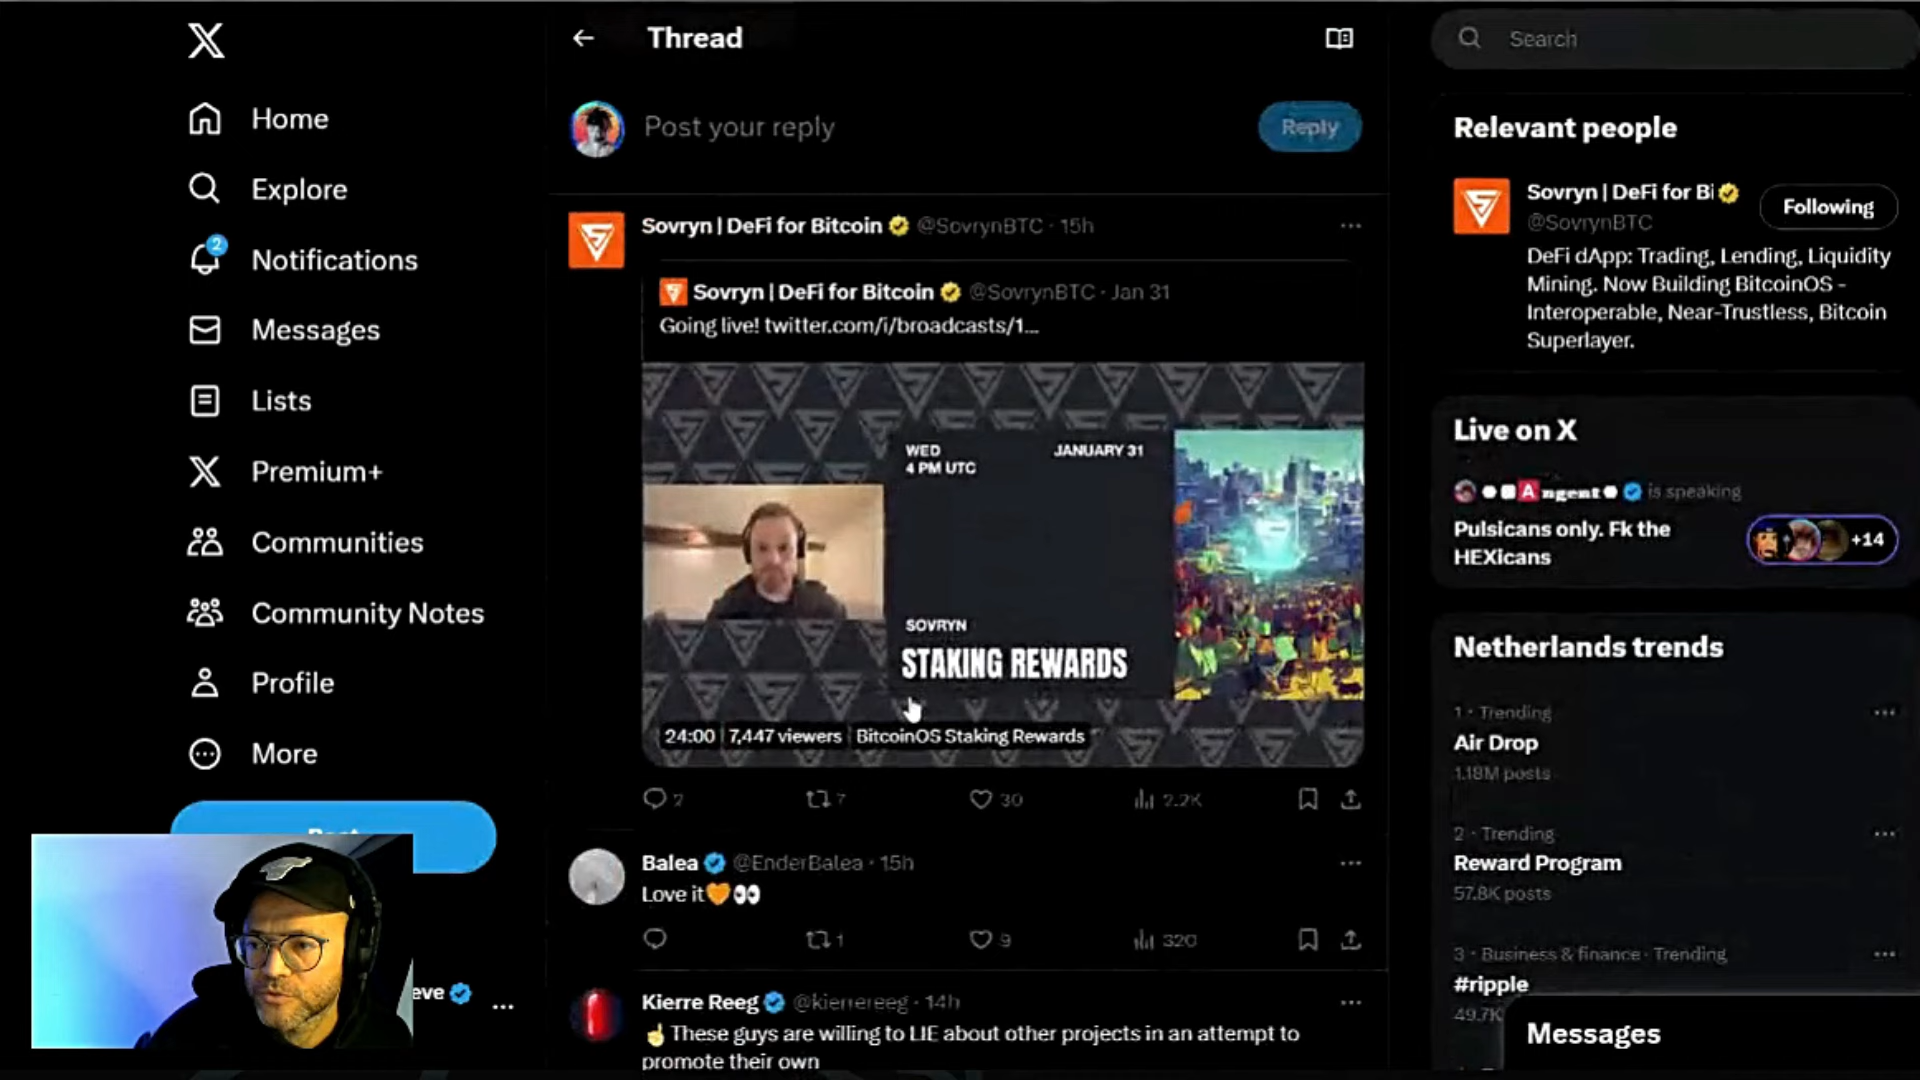 Home
Explore
2
Notifications
Messages
Lists
Premium+
Communities
Community Notes
Profile
More
eve
Thread
Post your reply
Reply
Sovryn | DeFi for Bitcoin @SovrynBTC · 15h
Sovryn | DeFi for Bitcoin @SovrynBTC · Jan 31
Going live! twitter.com/i/broadcasts/1...
WED
4 PM UTC
JANUARY 31
SOVRYN
STAKING REWARDS
24:00 7,447 viewers BitcoinOS Staking Rewards
2 7 30 2.2K
Balea @EnderBalea · 15h
Love it🧡👀
1 9 320
Kierre Reeg @kierrereeg · 14h
☝These guys are willing to LIE about other projects in an attempt to
promote their own
Search
Relevant people
Sovryn | DeFi for Bi
Following
@SovrynBTC
DeFi dApp: Trading, Lending, Liquidity
Mining. Now Building BitcoinOS -
Interoperable, Near-Trustless, Bitcoin
Superlayer.
Live on X
A ngent is speaking
Pulsicans only. Fk the
HEXicans
+14
Netherlands trends
1 · Trending
Air Drop
1.18M posts
2 · Trending
Reward Program
57.8K posts
3 · Business & finance · Trending
#ripple
49.7K
Messages